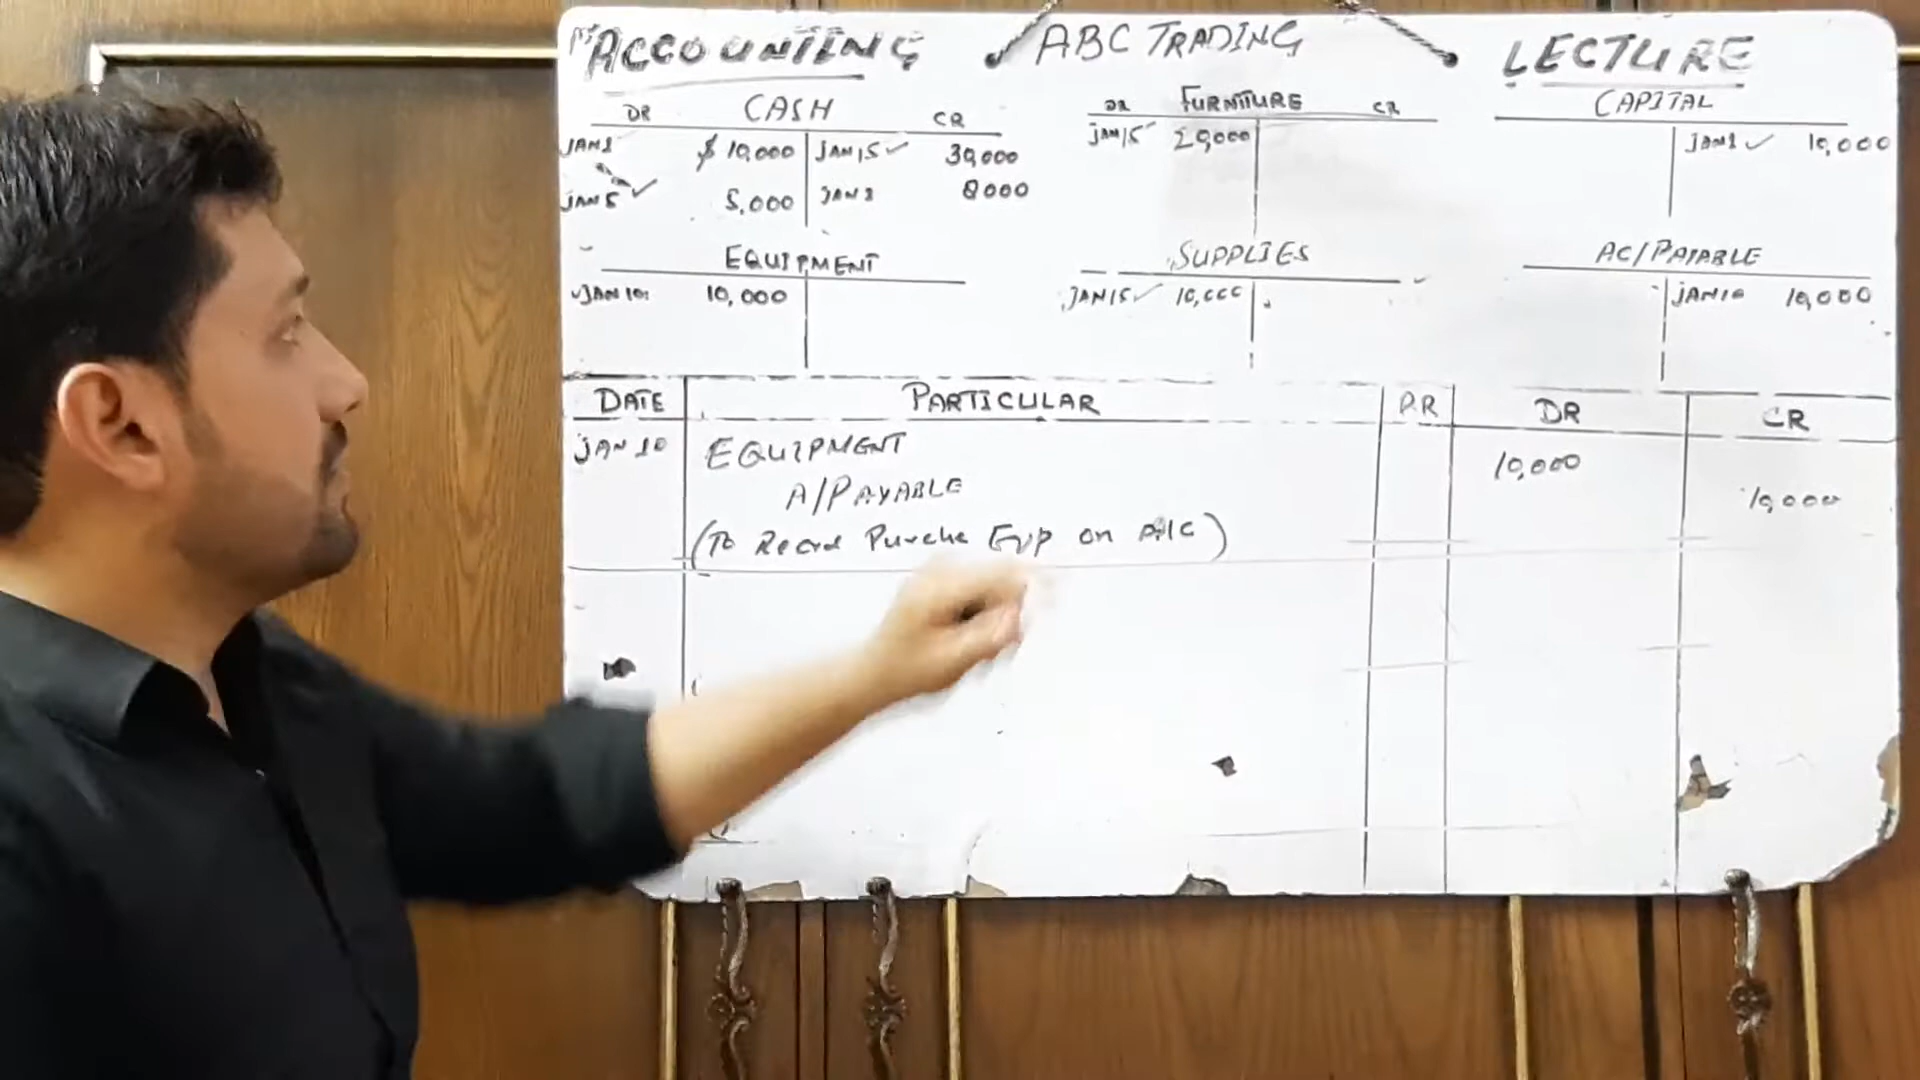 ACCOUNTING ABC TRADING LECTURE
DR CASH CR
JAN 1 $ 10,000 JAN 15 ✓ 30,000
JAN 5 ✓ 5,000 JAN 8000
DR FURNITURE CR
JAN 15 20,000
CAPITAL
JAN 1 ✓ 10,000
EQUIPMENT
✓JAN 10: 10,000
SUPPLIES
JAN 15 ✓ 10,000
AC/PAYABLE
JAN 10 10,000
DATE PARTICULAR P.R DR CR
JAN 10 EQUIPMENT 10,000
A/PAYABLE 10,000
(To Record Purche Eqp on A/C)